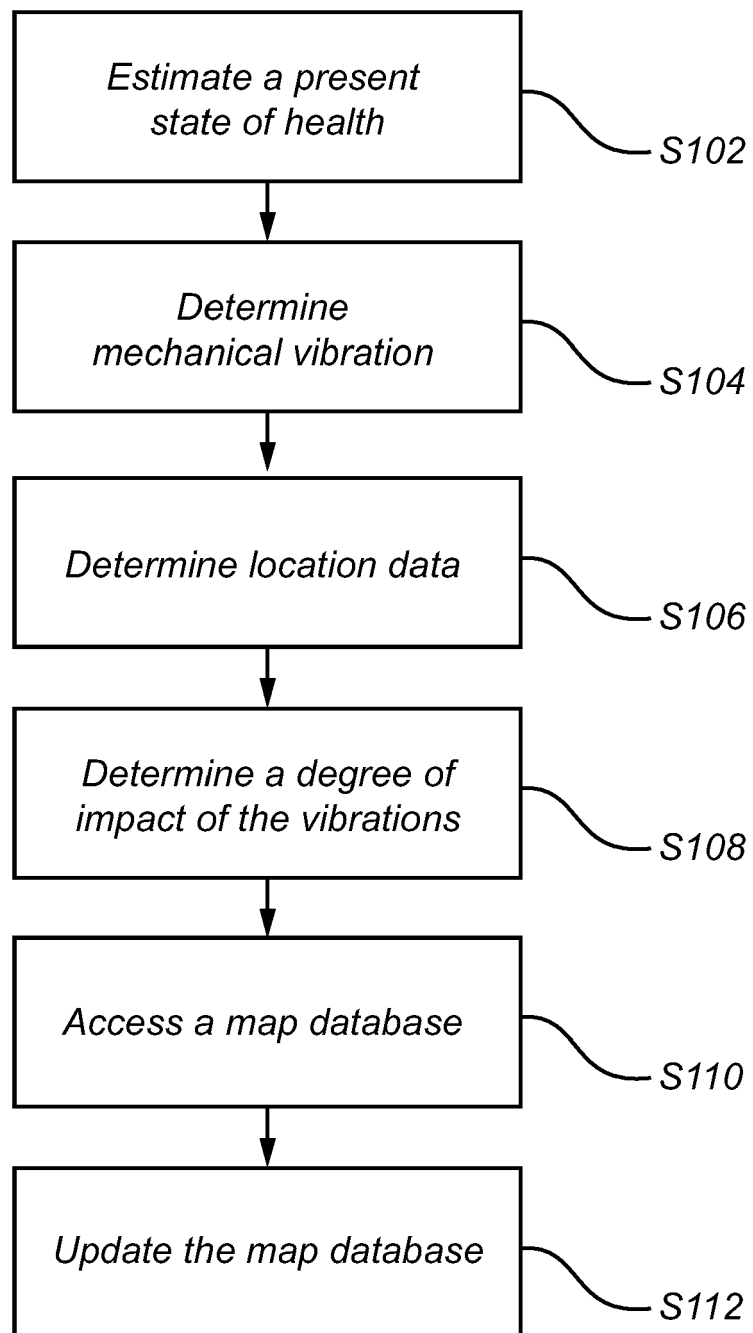 Estimate a present
state of health
S102
Determine
mechanical vibration
S104
Determine location data
S106
Determine a degree of
impact of the vibrations
S108
Access a map database
S110
Update the map database
S112